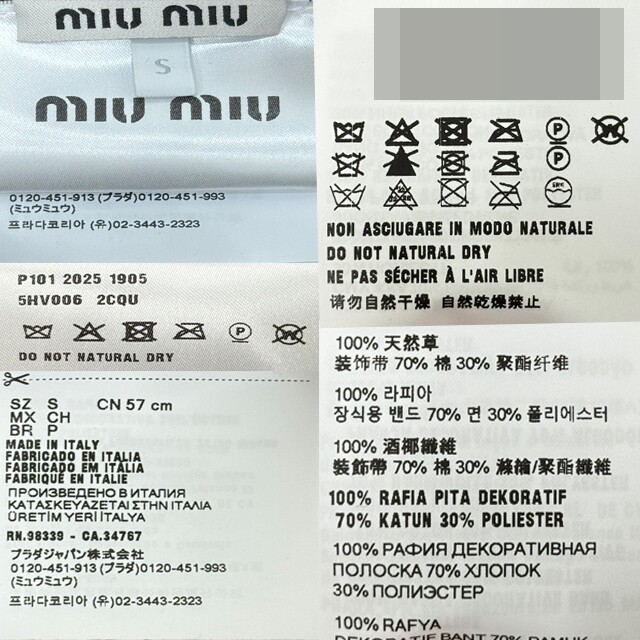 miu miu
S
miu miu
0120-451-913 (プラダ)0120-451-993
(ミュウミュウ)
프라다코리아 (유)02-3443-2323
P101 2025 1905
5HV006 2CQU
DO NOT NATURAL DRY
SZ S CN 57 cm
MX CH
BR P
MADE IN ITALY
FABRICADO EN ITALIA
FABRICADO EM ITÁLIA
FABRIQUÉ EN ITALIE
ПРОИЗВЕДЕНО В ИТАЛИЯ
ΚΑΤΑΣΚΕΥΑΖΕΤΑΙ ΣΤΗΝ ΙΤΑΛΙΑ
ÜRETİM YERİ İTALYA
RN.98339 - CA.34767
プラダジャパン株式会社
0120-451-913 (プラダ)0120-451-993
(ミュウミュウ)
프라다코리아 (유)02-3443-2323
NON ASCIUGARE IN MODO NATURALE
DO NOT NATURAL DRY
NE PAS SÉCHER À L'AIR LIBRE
请勿自然干燥 自然乾燥禁止
100% 天然草
装饰带 70% 棉 30% 聚酯纤维
100% 라피아
장식용 밴드 70% 면 30% 폴리에스터
100% 酒椰纖維
裝飾帶 70% 棉 30% 滌綸/聚酯纖維
100% RAFIA PITA DEKORATIF
70% KATUN 30% POLIESTER
100% РАФИЯ ДЕКОРАТИВНАЯ
ПОЛОСКА 70% ХЛОПОК
30% ПОЛИЭСТЕР
100% RAFYA
DEKORATIF BANT 70% PAMUK